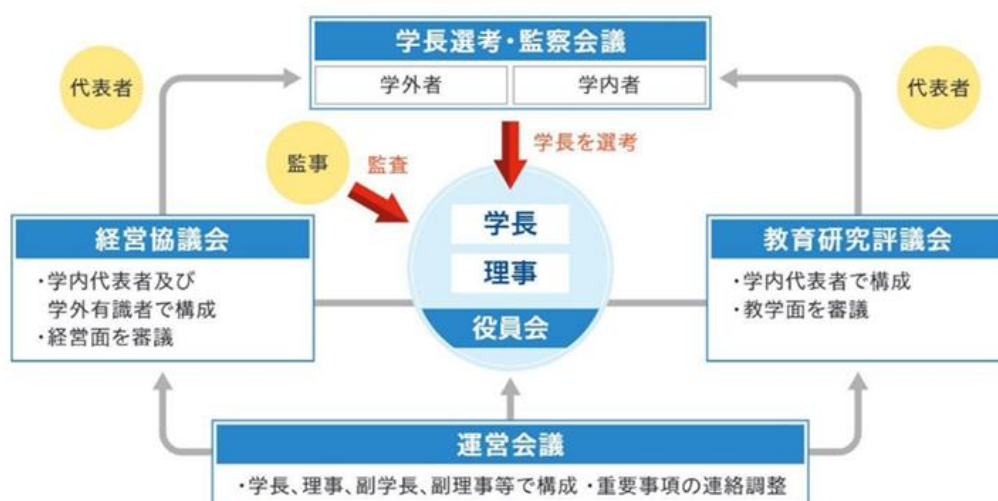 学長選考・監察会議
学外者
学内者
代表者
代表者
監事
監査
学長を選考
学長
理事
役員会
経営協議会
・学内代表者及び
学外有識者で構成
・経営面を審議
教育研究評議会
・学内代表者で構成
・教学面を審議
運営会議
・学長、理事、副学長、副理事等で構成 ・重要事項の連絡調整